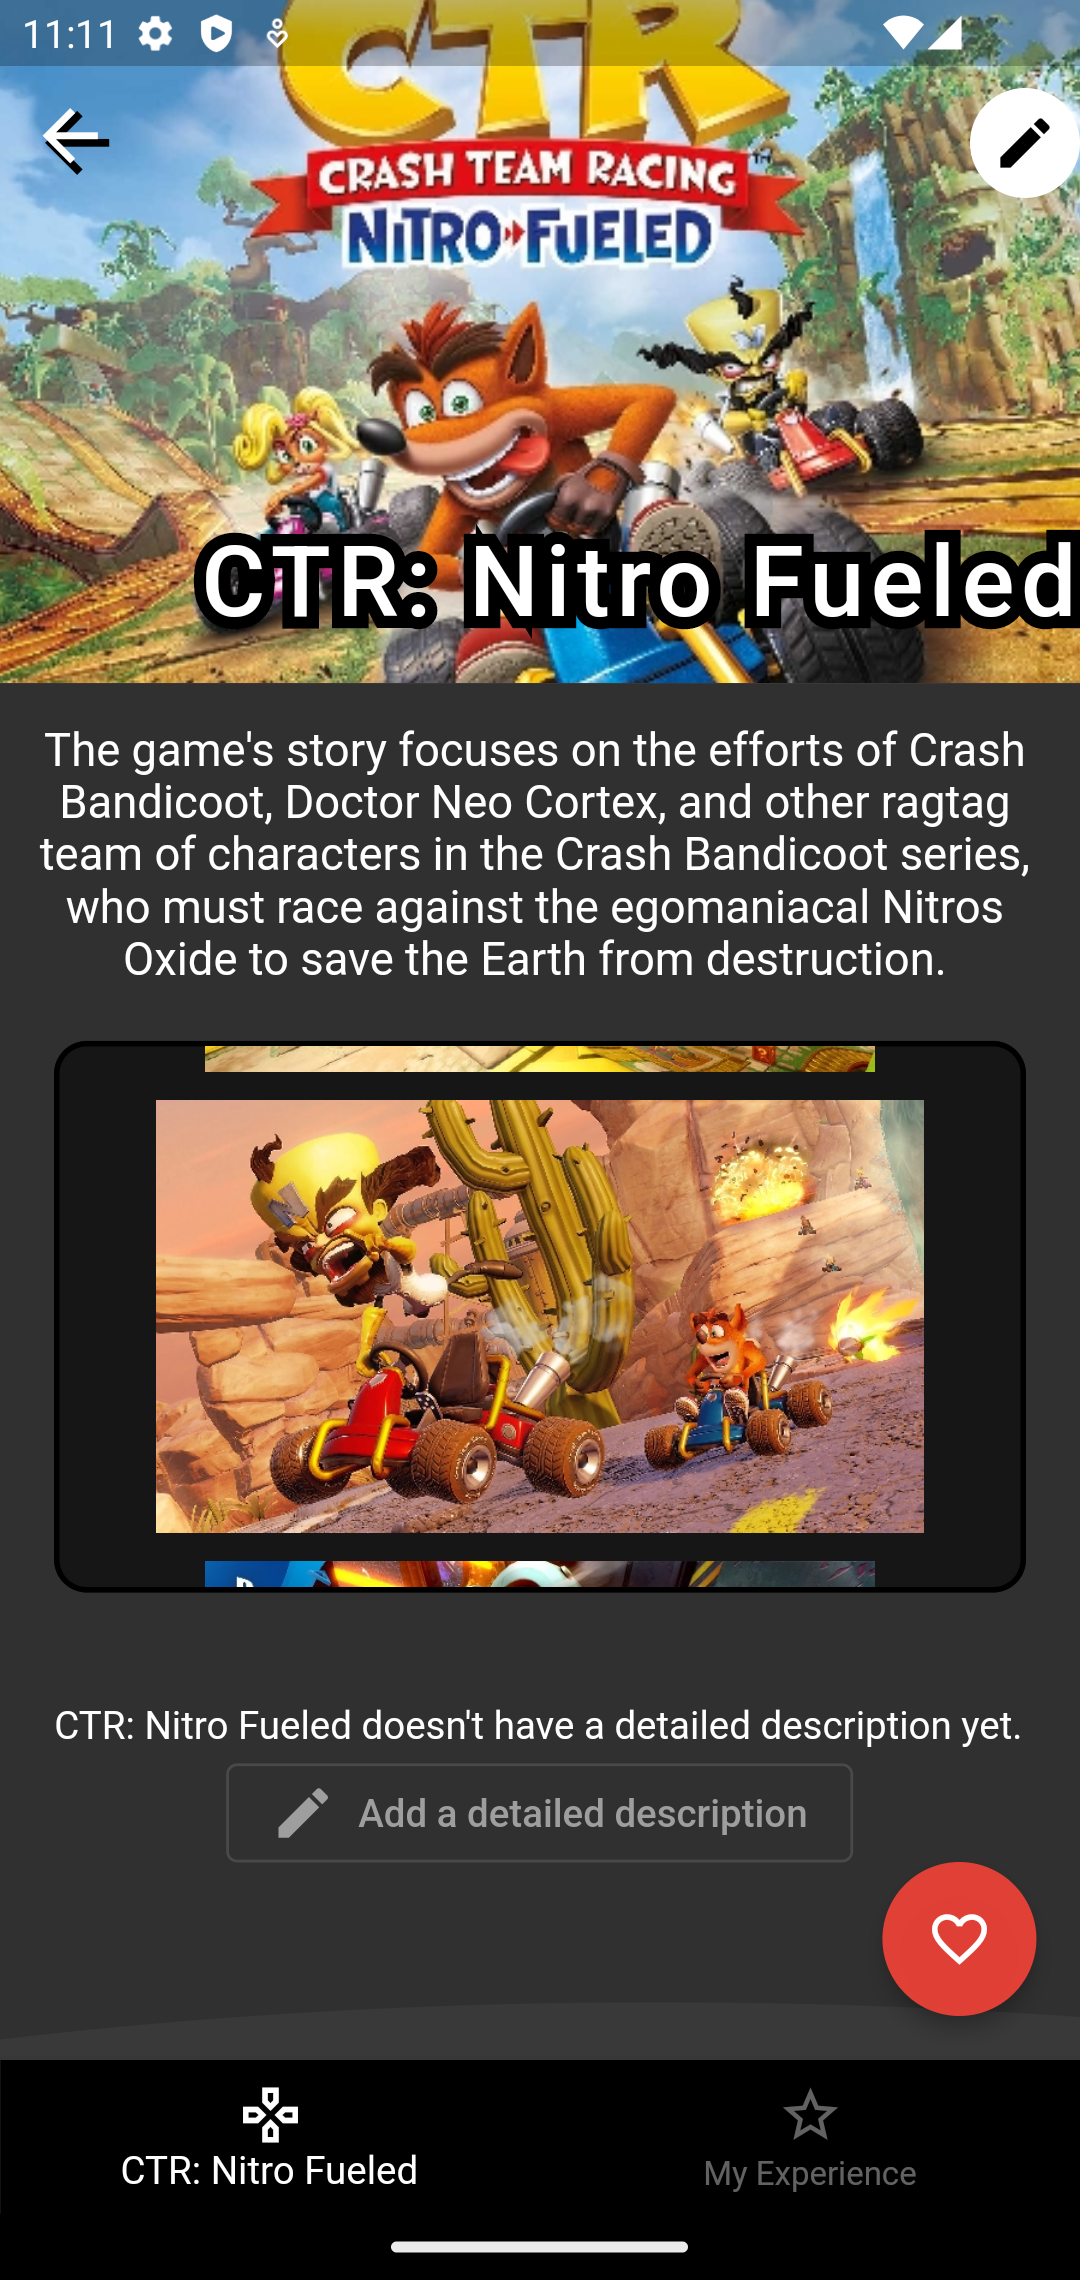 11:11
CTR
CRASH TEAM RACING™
NITRO FUELED
CTR: Nitro Fueled
The game's story focuses on the efforts of Crash
Bandicoot, Doctor Neo Cortex, and other ragtag
team of characters in the Crash Bandicoot series,
who must race against the egomaniacal Nitros
Oxide to save the Earth from destruction.
CTR: Nitro Fueled doesn't have a detailed description yet.
Add a detailed description
CTR: Nitro Fueled
My Experience